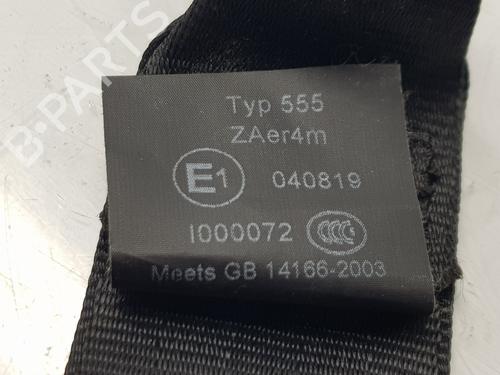 Typ 555
ZAer4m
E1 040819
I000072 CCC
Meets GB 14166-2003
B-PARTS